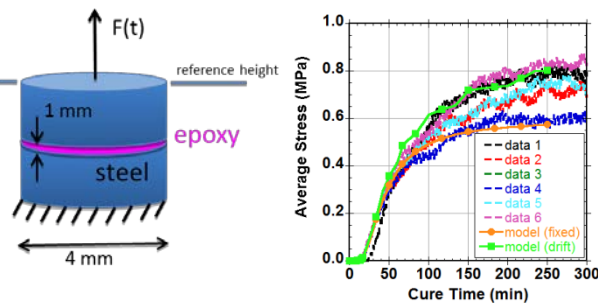 F(t)
reference height
1 mm
epoxy
steel
4 mm
Average Stress (MPa)
1.0
0.8
0.6
0.4
0.2
0.0
data 1
data 2
data 3
data 4
data 5
data 6
model (fixed)
model (drift)
0 50 100 150 200 250 300
Cure Time (min)